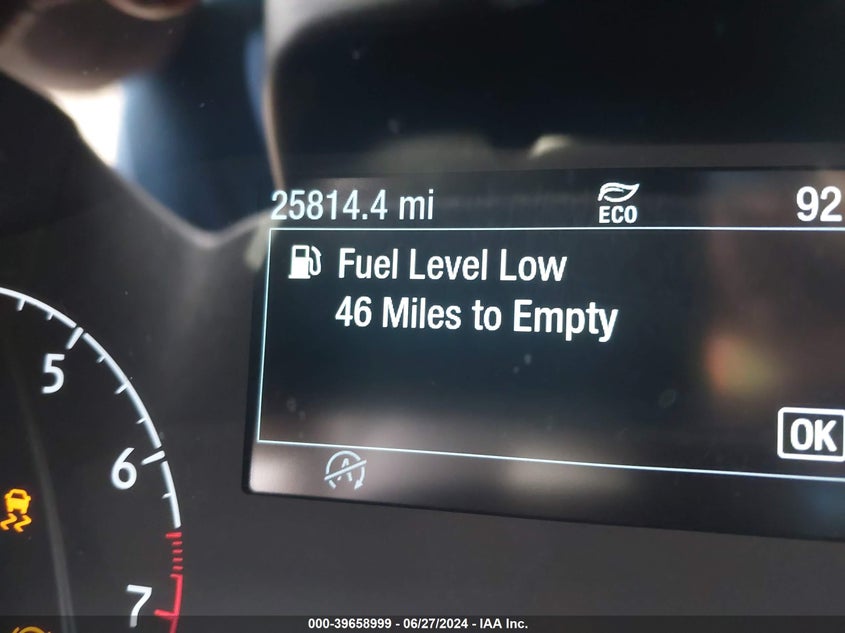 25814.4 mi
ECO
92
Fuel Level Low
46 Miles to Empty
OK
5
6
7
A
000-39658999 - 06/27/2024 - IAA Inc.